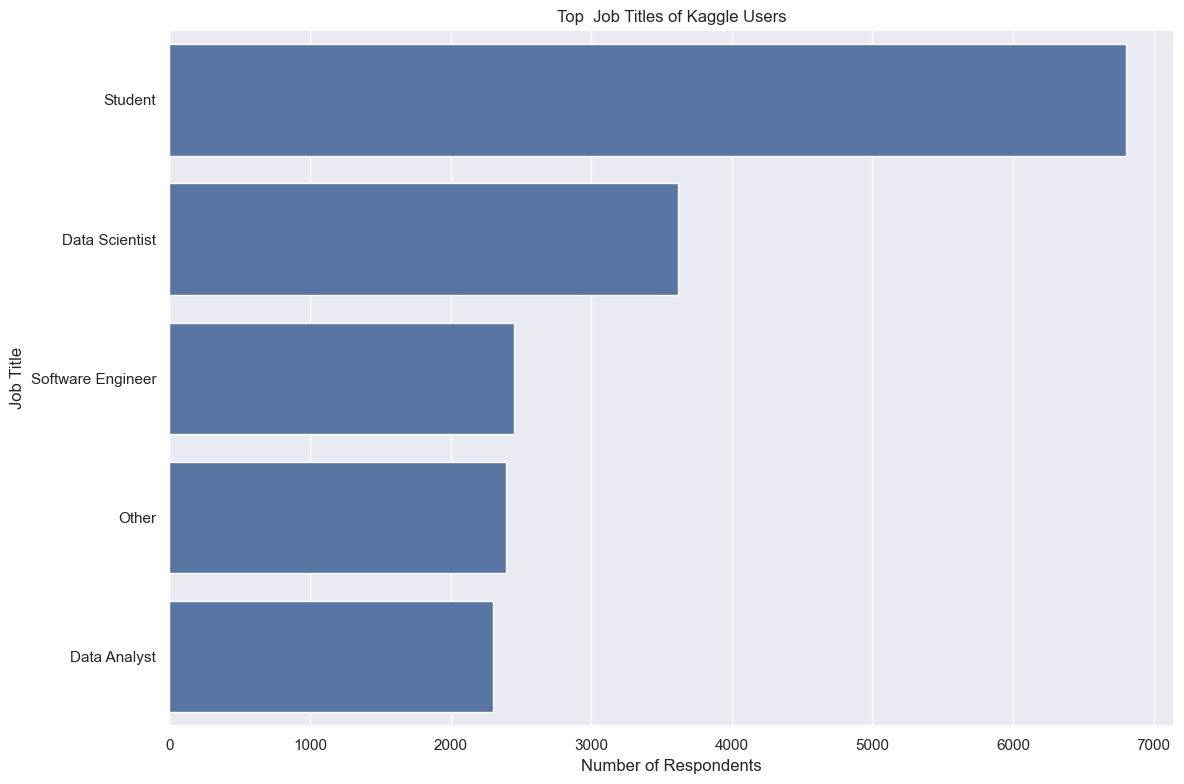 Top  Job Titles of Kaggle Users
Job Title
Student
Data Scientist
Software Engineer
Other
Data Analyst
0 1000 2000 3000 4000 5000 6000 7000
Number of Respondents